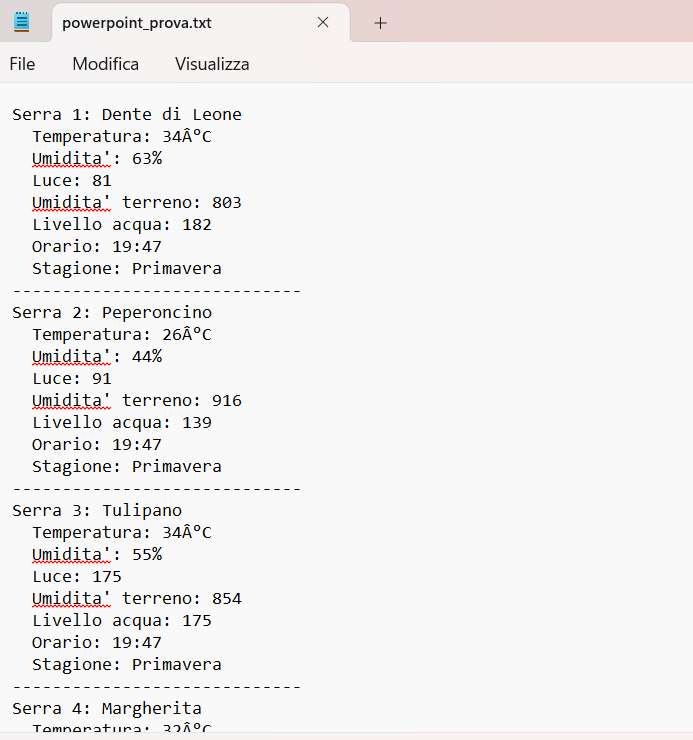 powerpoint_prova.txt
File Modifica Visualizza
Serra 1: Dente di Leone
Temperatura: 34Â°C
Umidita': 63%
Luce: 81
Umidita' terreno: 803
Livello acqua: 182
Orario: 19:47
Stagione: Primavera
-----------------------------
Serra 2: Peperoncino
Temperatura: 26Â°C
Umidita': 44%
Luce: 91
Umidita' terreno: 916
Livello acqua: 139
Orario: 19:47
Stagione: Primavera
-----------------------------
Serra 3: Tulipano
Temperatura: 34Â°C
Umidita': 55%
Luce: 175
Umidita' terreno: 854
Livello acqua: 175
Orario: 19:47
Stagione: Primavera
-----------------------------
Serra 4: Margherita
Temperatura: 32Â°C